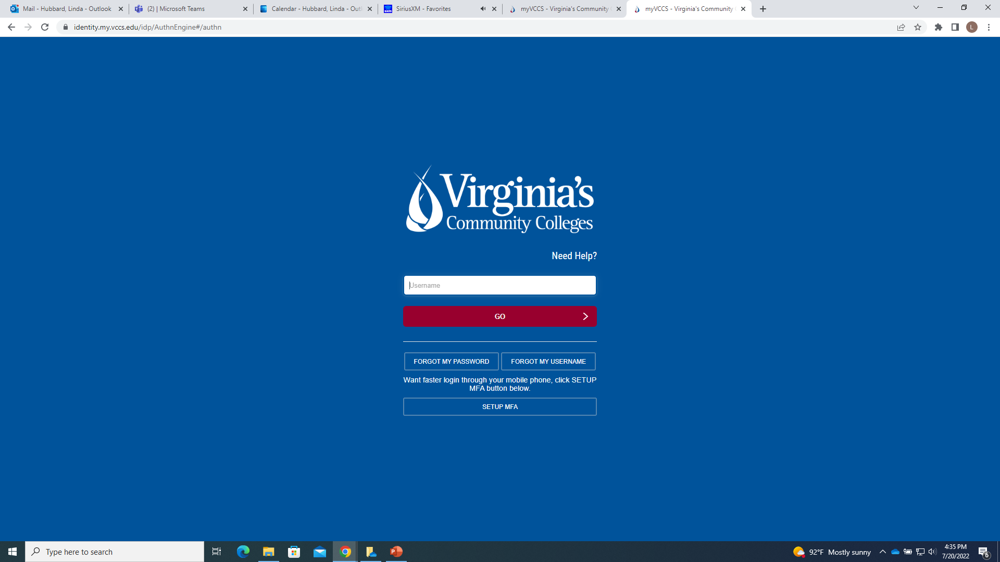 Mail - Hubbard, Linda - Outlook
(2) | Microsoft Teams
Calendar - Hubbard, Linda - Outl
SiriusXM - Favorites
myVCCS - Virginia's Community
myVCCS - Virginia's Community
L
identity.my.vccs.edu/idp/AuthnEngine#/authn
Virginia's
Community Colleges
Need Help?
Username
GO
FORGOT MY PASSWORD
FORGOT MY USERNAME
Want faster login through your mobile phone, click SETUP
MFA button below.
SETUP MFA
Type here to search
92°F Mostly sunny
4:35 PM
7/20/2022
6